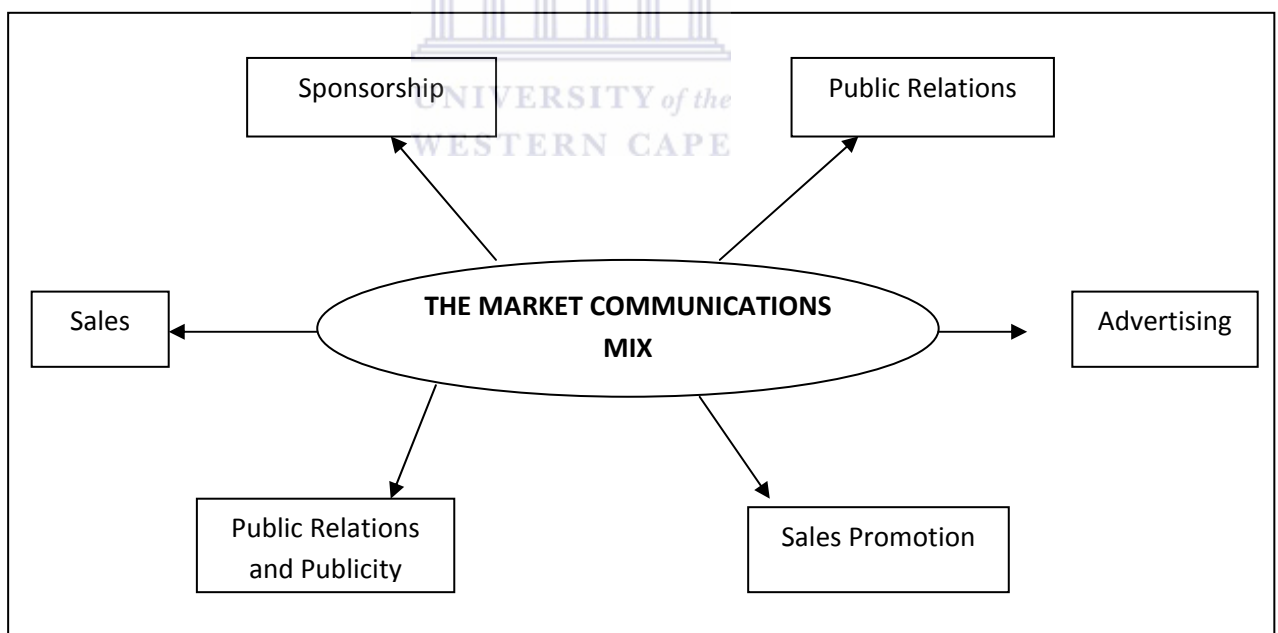 Sponsorship
Public Relations
UNIVERSITY of the
WESTERN CAPE
THE MARKET COMMUNICATIONS
MIX
Sales
Advertising
Public Relations
and Publicity
Sales Promotion